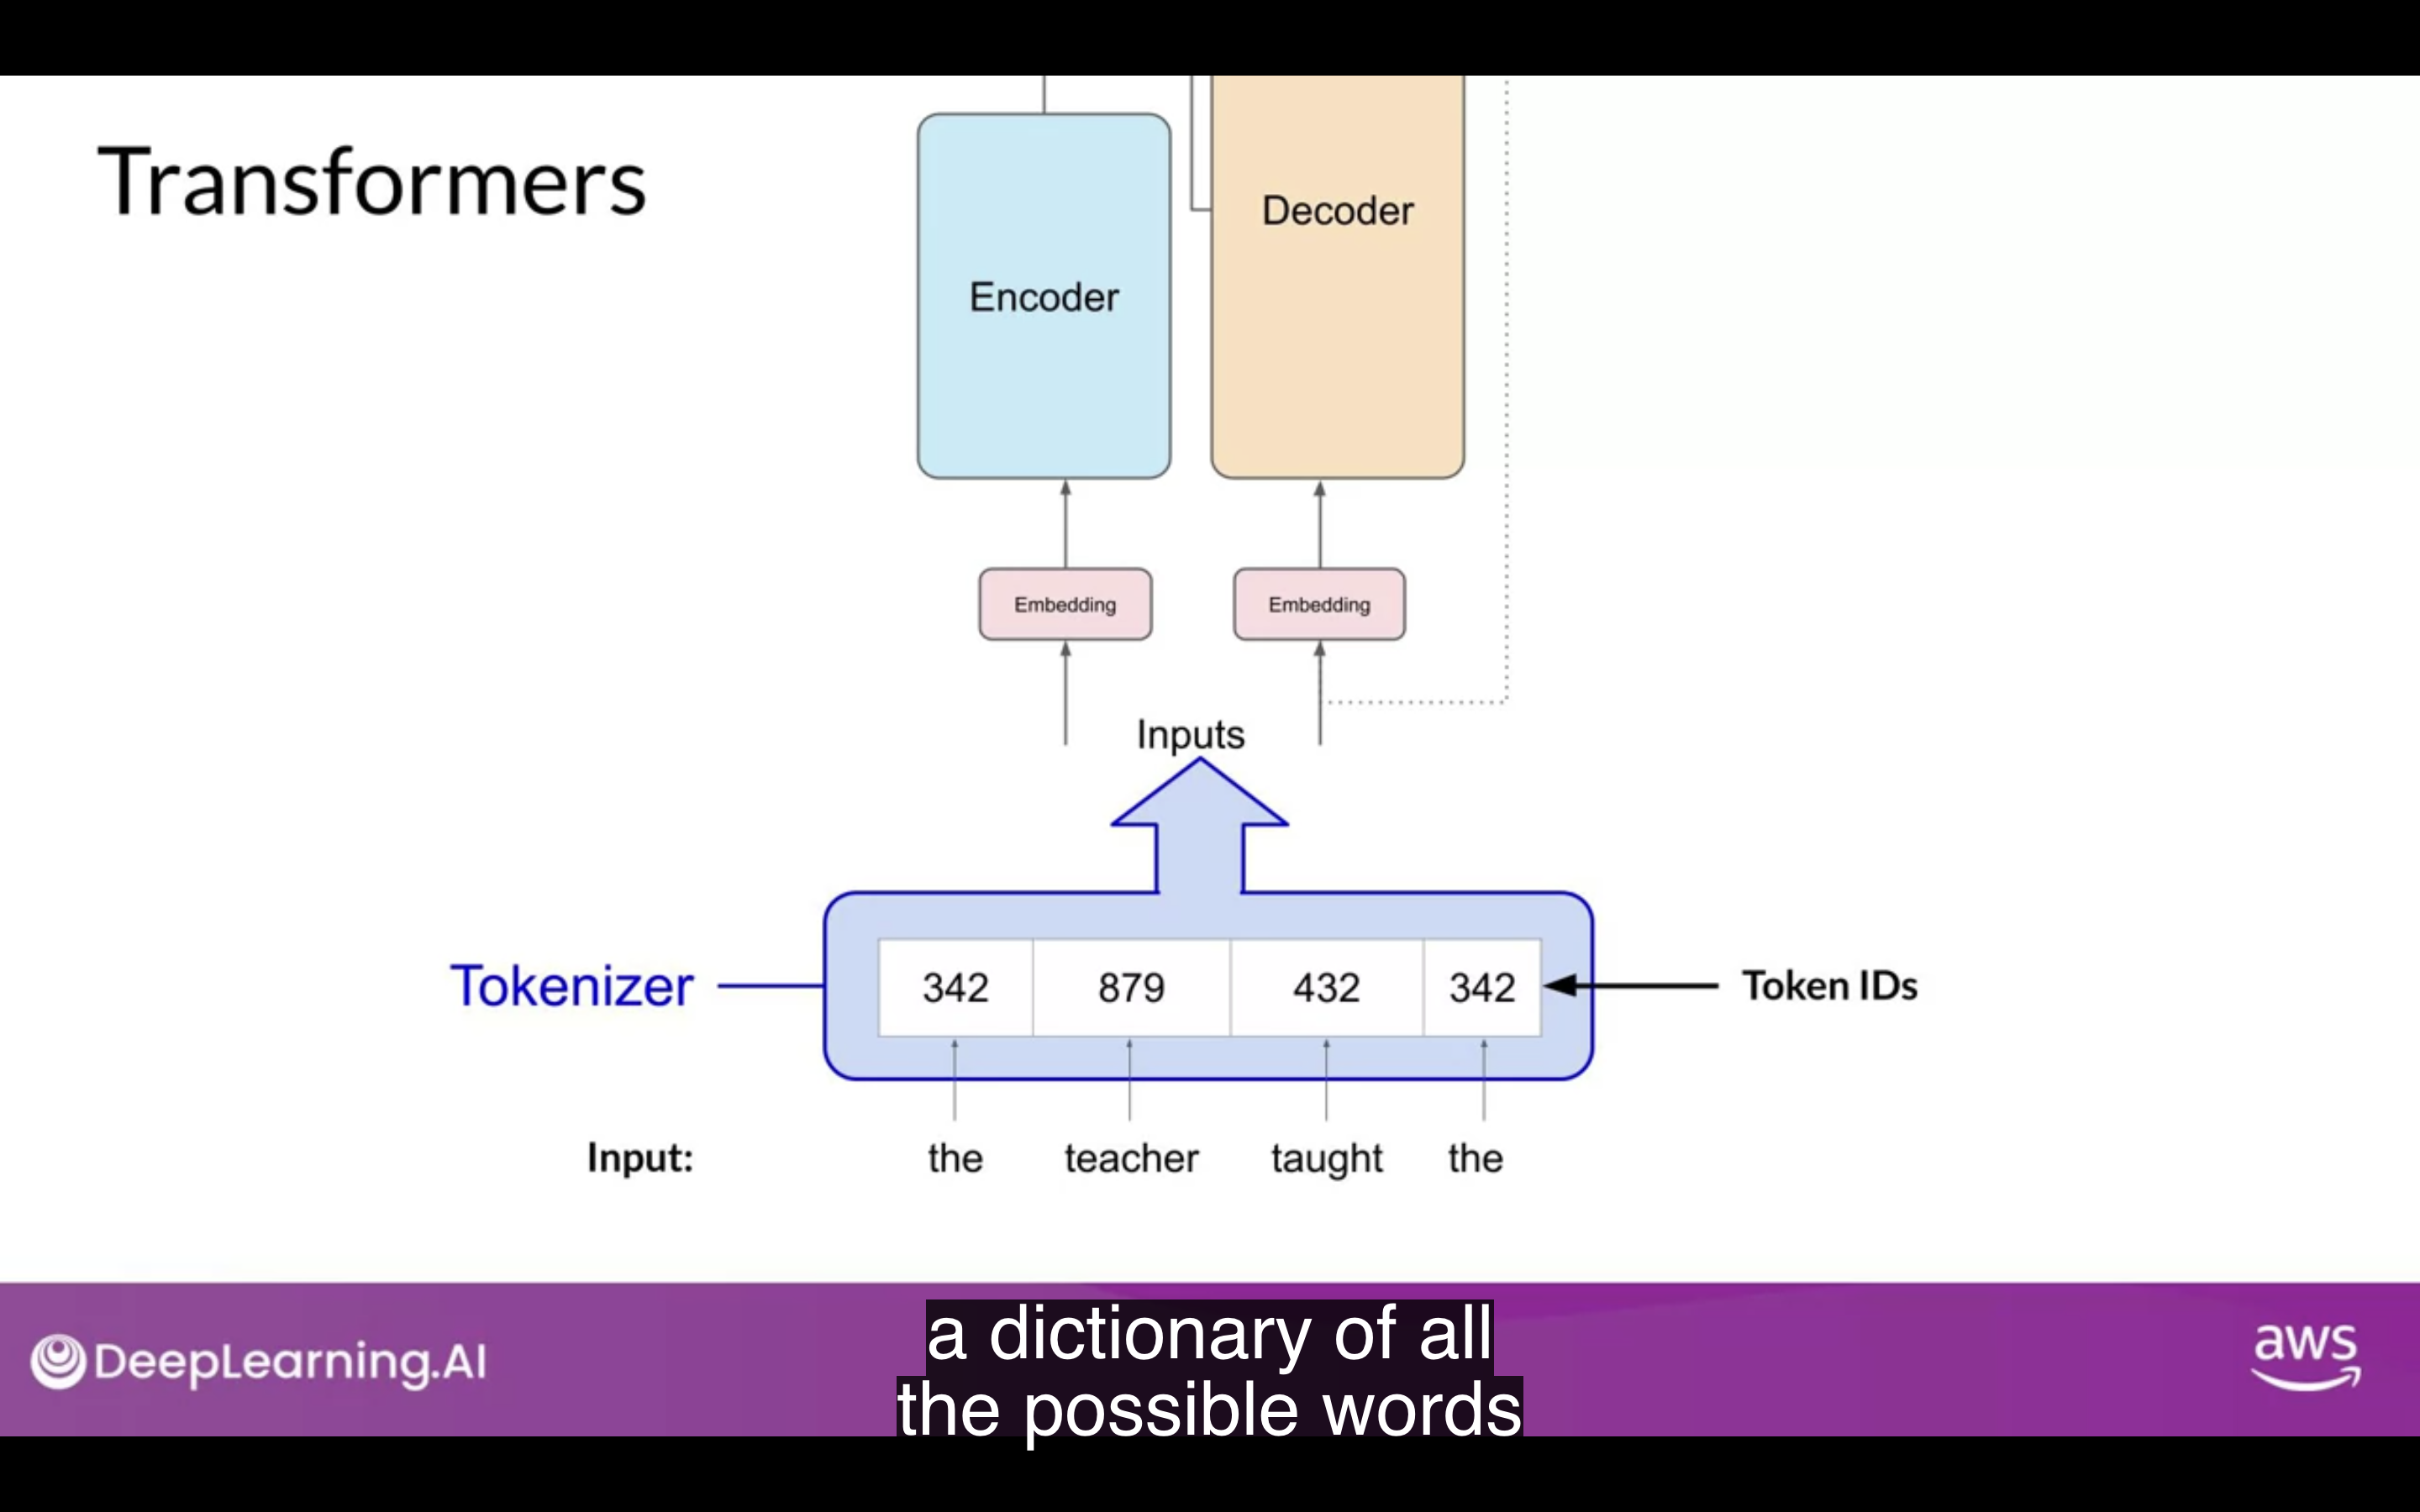 Transformers
Decoder
Encoder
Embedding
Embedding
Inputs
Tokenizer
342 879 432 342
Token IDs
Input: the teacher taught the
DeepLearning.AI
a dictionary of all
the possible words
aws